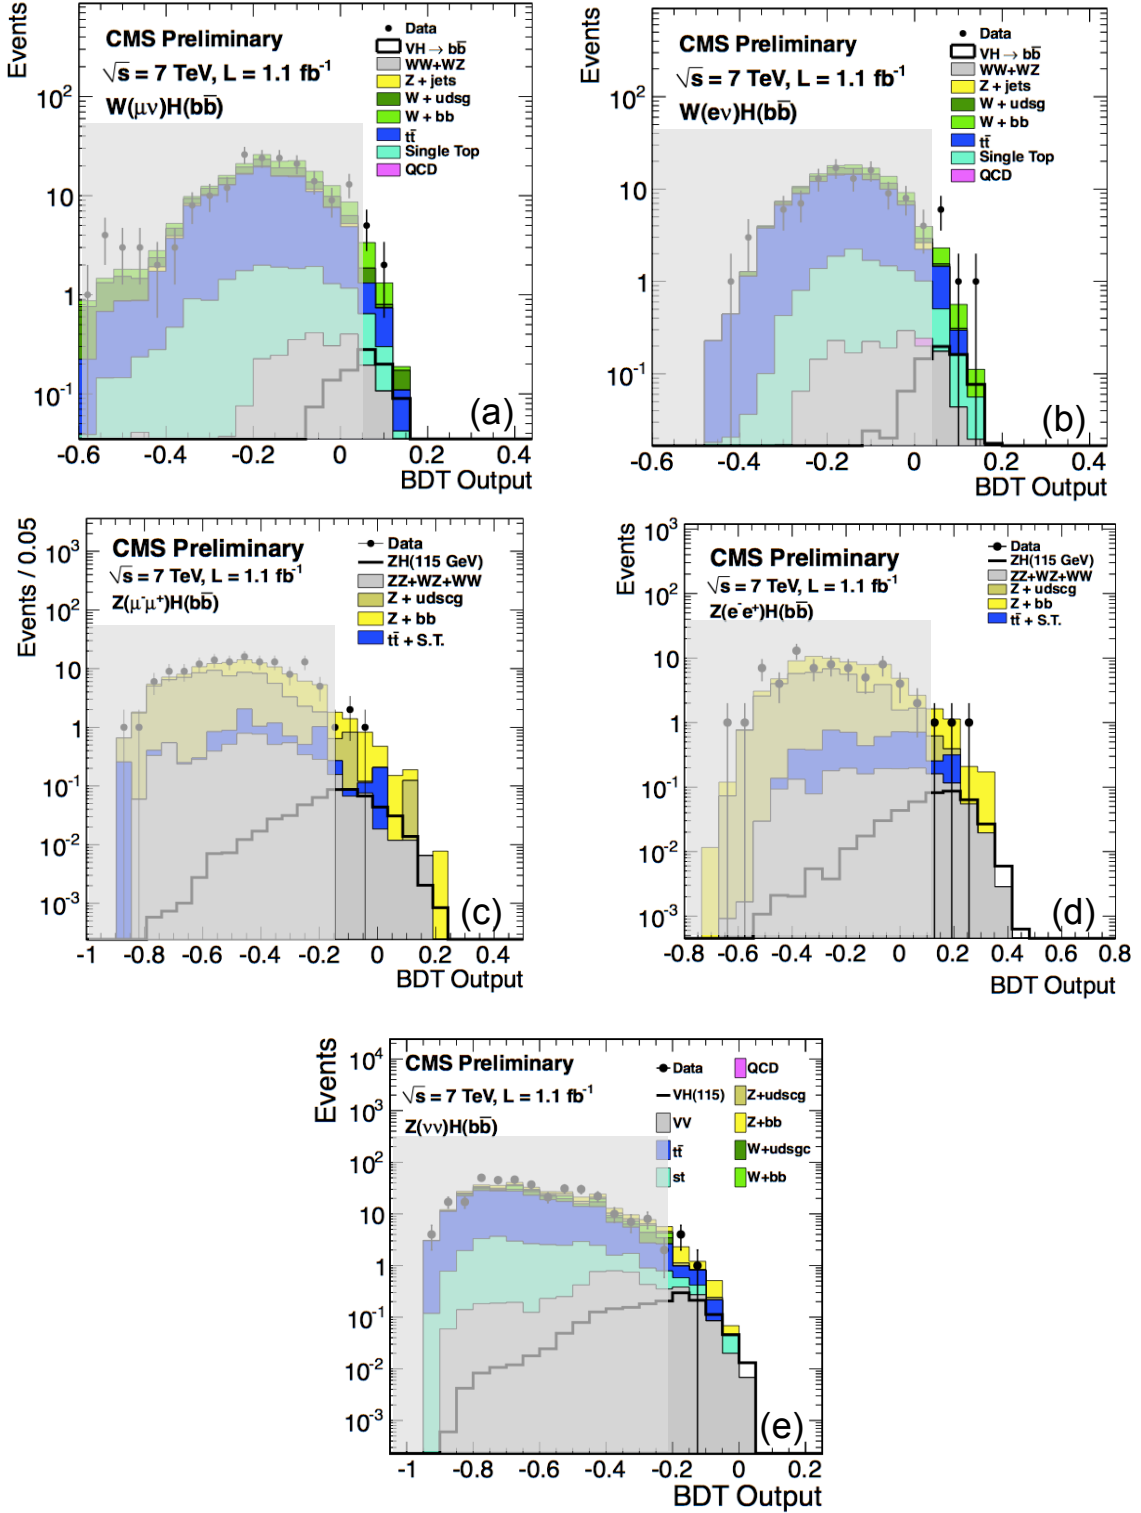 Events
CMS Preliminary
√s = 7 TeV, L = 1.1 fb⁻¹
W(μν)H(bb̅)
Data
VH → bb̅
WW+WZ
Z + jets
W + udsg
W + bb
tt̅
Single Top
QCD
10²
10
1
10⁻¹
(a)
-0.6 -0.4 -0.2 0 0.2 0.4
BDT Output
Events
CMS Preliminary
√s = 7 TeV, L = 1.1 fb⁻¹
W(eν)H(bb̅)
Data
VH → bb̅
WW+WZ
Z + jets
W + udsg
W + bb
tt̅
Single Top
QCD
10²
10
1
10⁻¹
(b)
-0.6 -0.4 -0.2 0 0.2 0.4
BDT Output
Events / 0.05
CMS Preliminary
√s = 7 TeV, L = 1.1 fb⁻¹
Z(μ⁻μ⁺)H(bb̅)
Data
ZH(115 GeV)
ZZ+WZ+WW
Z + udscg
Z + bb
tt̅ + S.T.
10³
10²
10
1
10⁻¹
10⁻²
10⁻³
(c)
-1 -0.8 -0.6 -0.4 -0.2 0 0.2 0.4
BDT Output
Events
CMS Preliminary
√s = 7 TeV, L = 1.1 fb⁻¹
Z(e⁻e⁺)H(bb̅)
Data
ZH(115 GeV)
ZZ+WZ+WW
Z + udscg
Z + bb
tt̅ + S.T.
10³
10²
10
1
10⁻¹
10⁻²
10⁻³
(d)
-0.8 -0.6 -0.4 -0.2 0 0.2 0.4 0.6 0.8
BDT Output
Events
CMS Preliminary
√s = 7 TeV, L = 1.1 fb⁻¹
Z(νν)H(bb̅)
Data
VH(115)
VV
tt̅
st
QCD
Z+udscg
Z+bb
W+udsgc
W+bb
10⁴
10³
10²
10
1
10⁻¹
10⁻²
10⁻³
(e)
-1 -0.8 -0.6 -0.4 -0.2 0 0.2
BDT Output